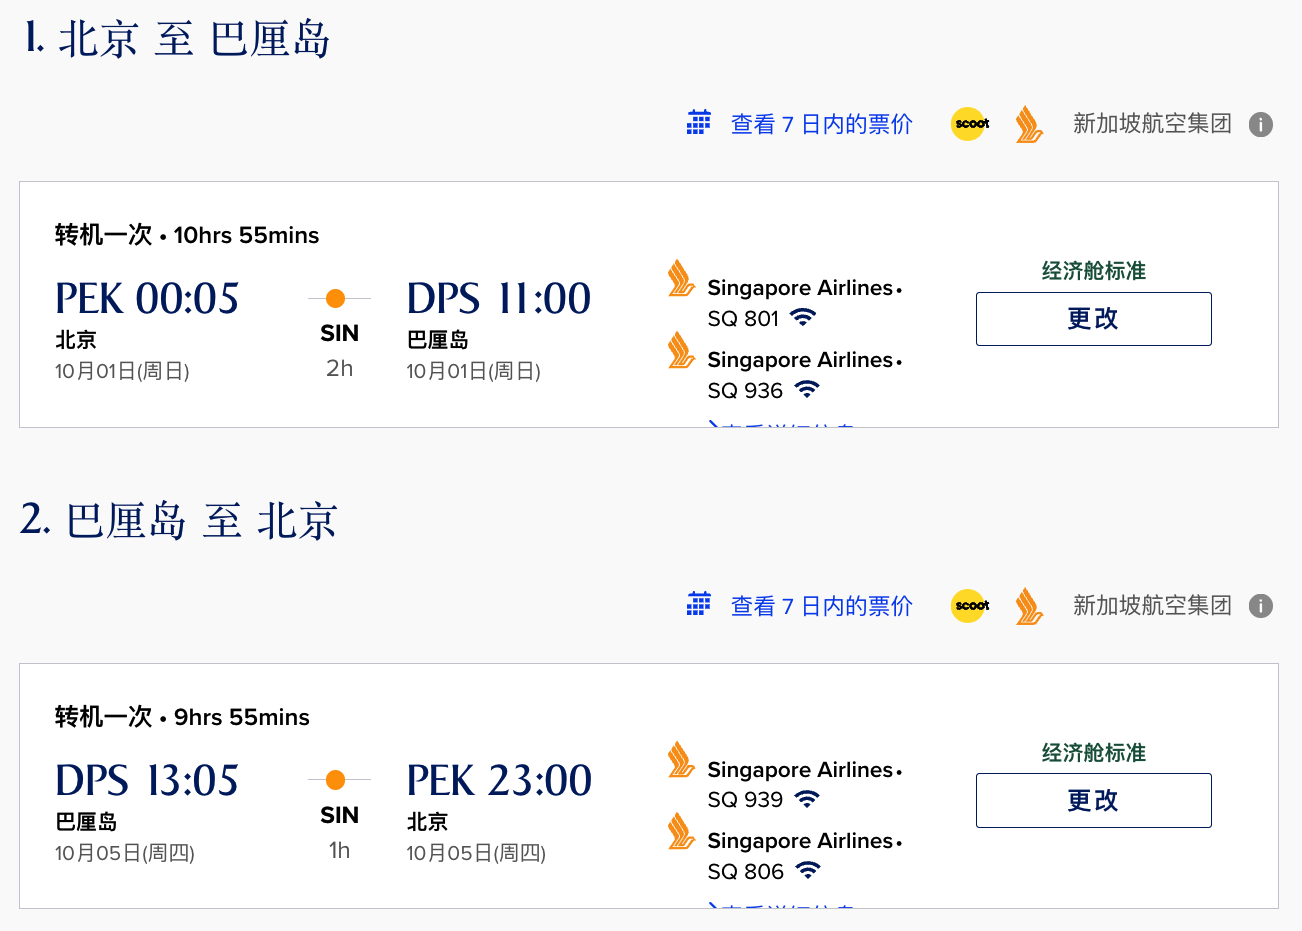 1. 北京 至 巴厘岛
查看 7 日内的票价 scoot 新加坡航空集团 i
转机一次 • 10hrs 55mins
PEK 00:05
北京
10月01日(周日)
SIN
2h
DPS 11:00
巴厘岛
10月01日(周日)
Singapore Airlines •
SQ 801
Singapore Airlines •
SQ 936
经济舱标准
更改
2. 巴厘岛 至 北京
查看 7 日内的票价 scoot 新加坡航空集团 i
转机一次 • 9hrs 55mins
DPS 13:05
巴厘岛
10月05日(周四)
SIN
1h
PEK 23:00
北京
10月05日(周四)
Singapore Airlines •
SQ 939
Singapore Airlines •
SQ 806
经济舱标准
更改